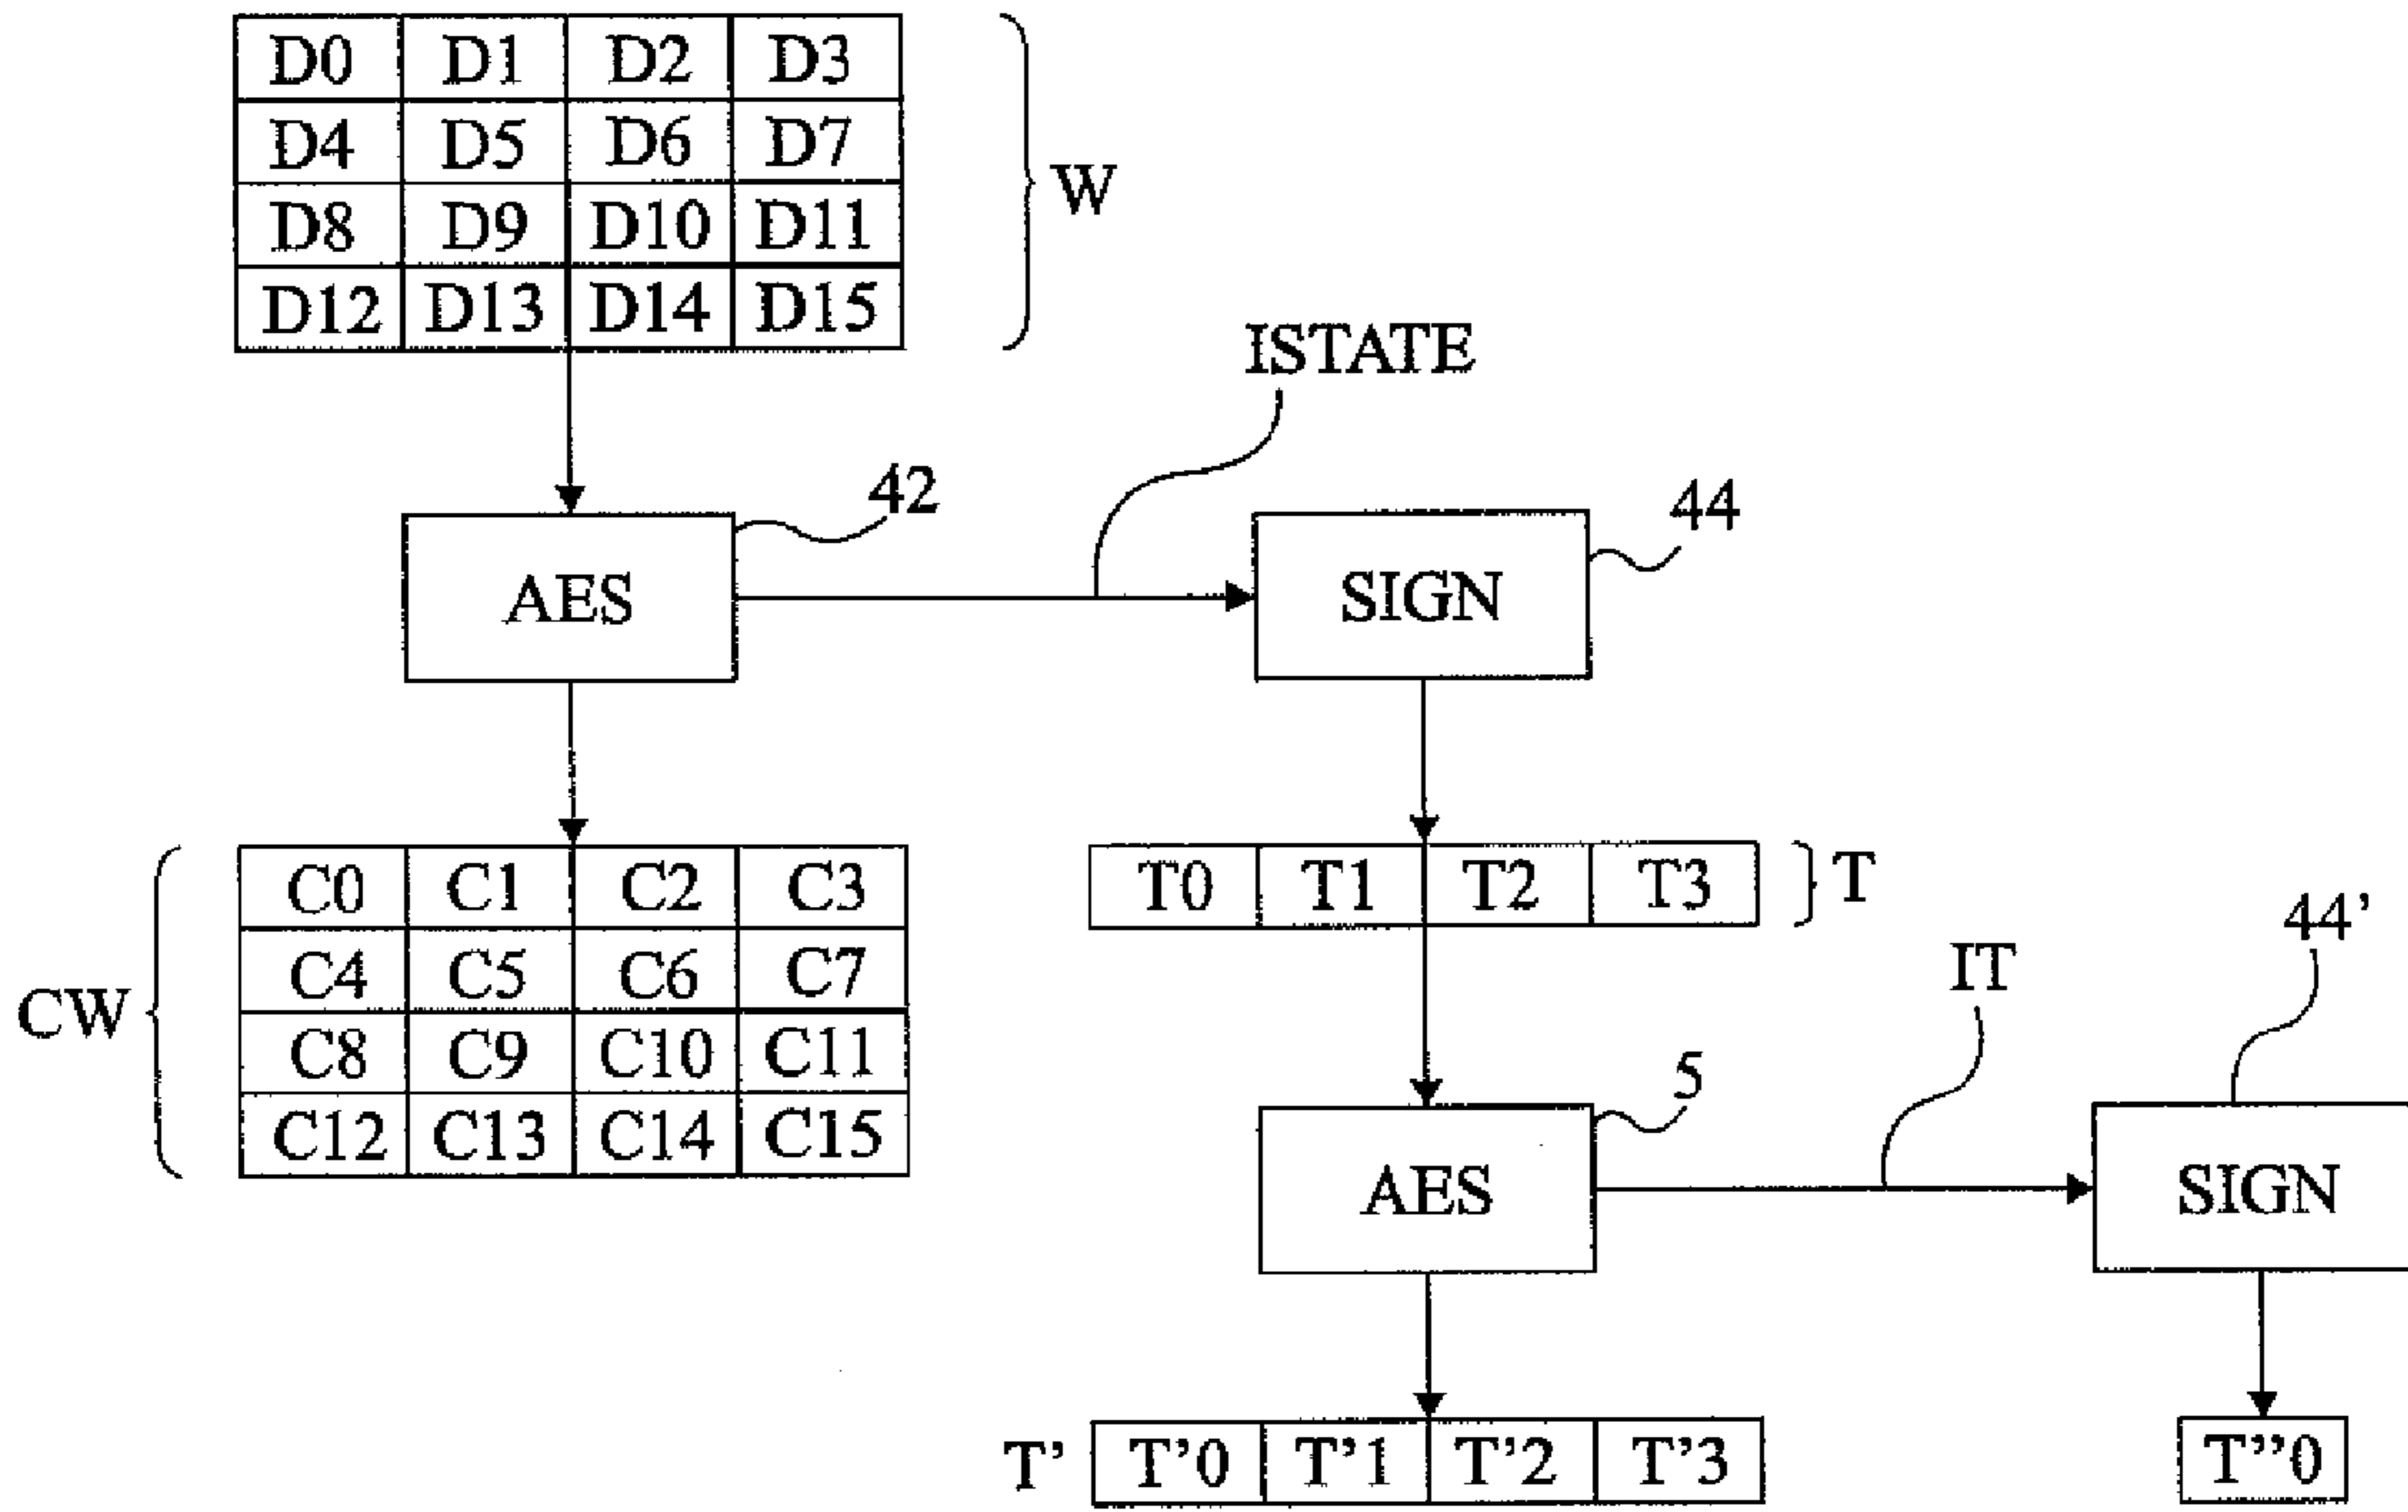 D0 D1 D2 D3
D4 D5 D6 D7
W
D8 D9 D10 D11
D12 D13 D14 D15
ISTATE
42
44
AES
SIGN
C0 C1 C2 C3
T0 T1 T2 T3
T
44’
C4 C5 C6 C7
IT
CW
C8 C9 C10 C11
5
C12 C13 C14 C15
AES
SIGN
T’
T’0 T’1 T’2 T’3
T’’0